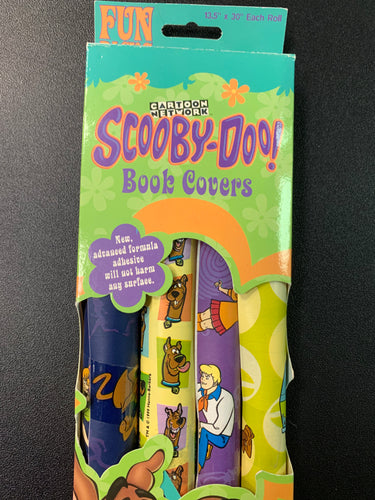 FUN
13.5" x 30" Each Roll
CARTOON
NETWORK
SCOOBY-DOO!
Book Covers
New,
advanced formula
adhesive
will not harm
any surface.